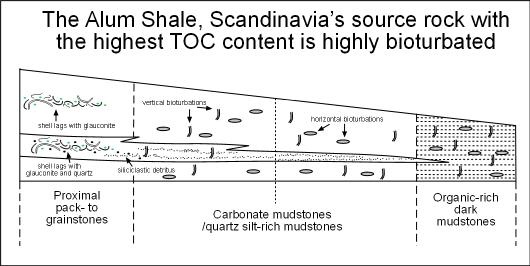 The Alum Shale, Scandinavia's source rock with
the highest TOC content is highly bioturbated
vertical bioturbations
horizontal bioturbations
shell lags with glauconite
shell lags with
glauconite and quartz
siliciclastic detritus
Proximal
pack- to
grainstones
Carbonate mudstones
/quartz silt-rich mudstones
Organic-rich
dark
mudstones